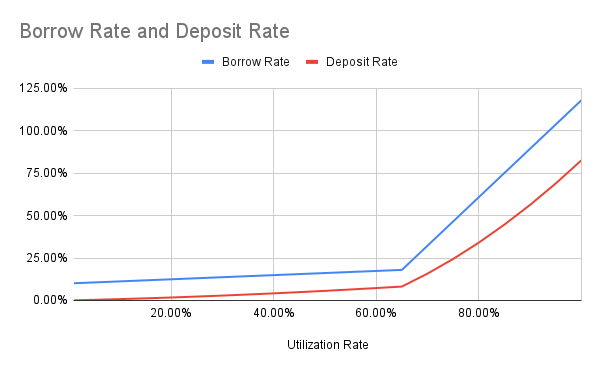 Borrow Rate and Deposit Rate
Borrow Rate Deposit Rate
125.00%
100.00%
75.00%
50.00%
25.00%
0.00%
20.00% 40.00% 60.00% 80.00%
Utilization Rate